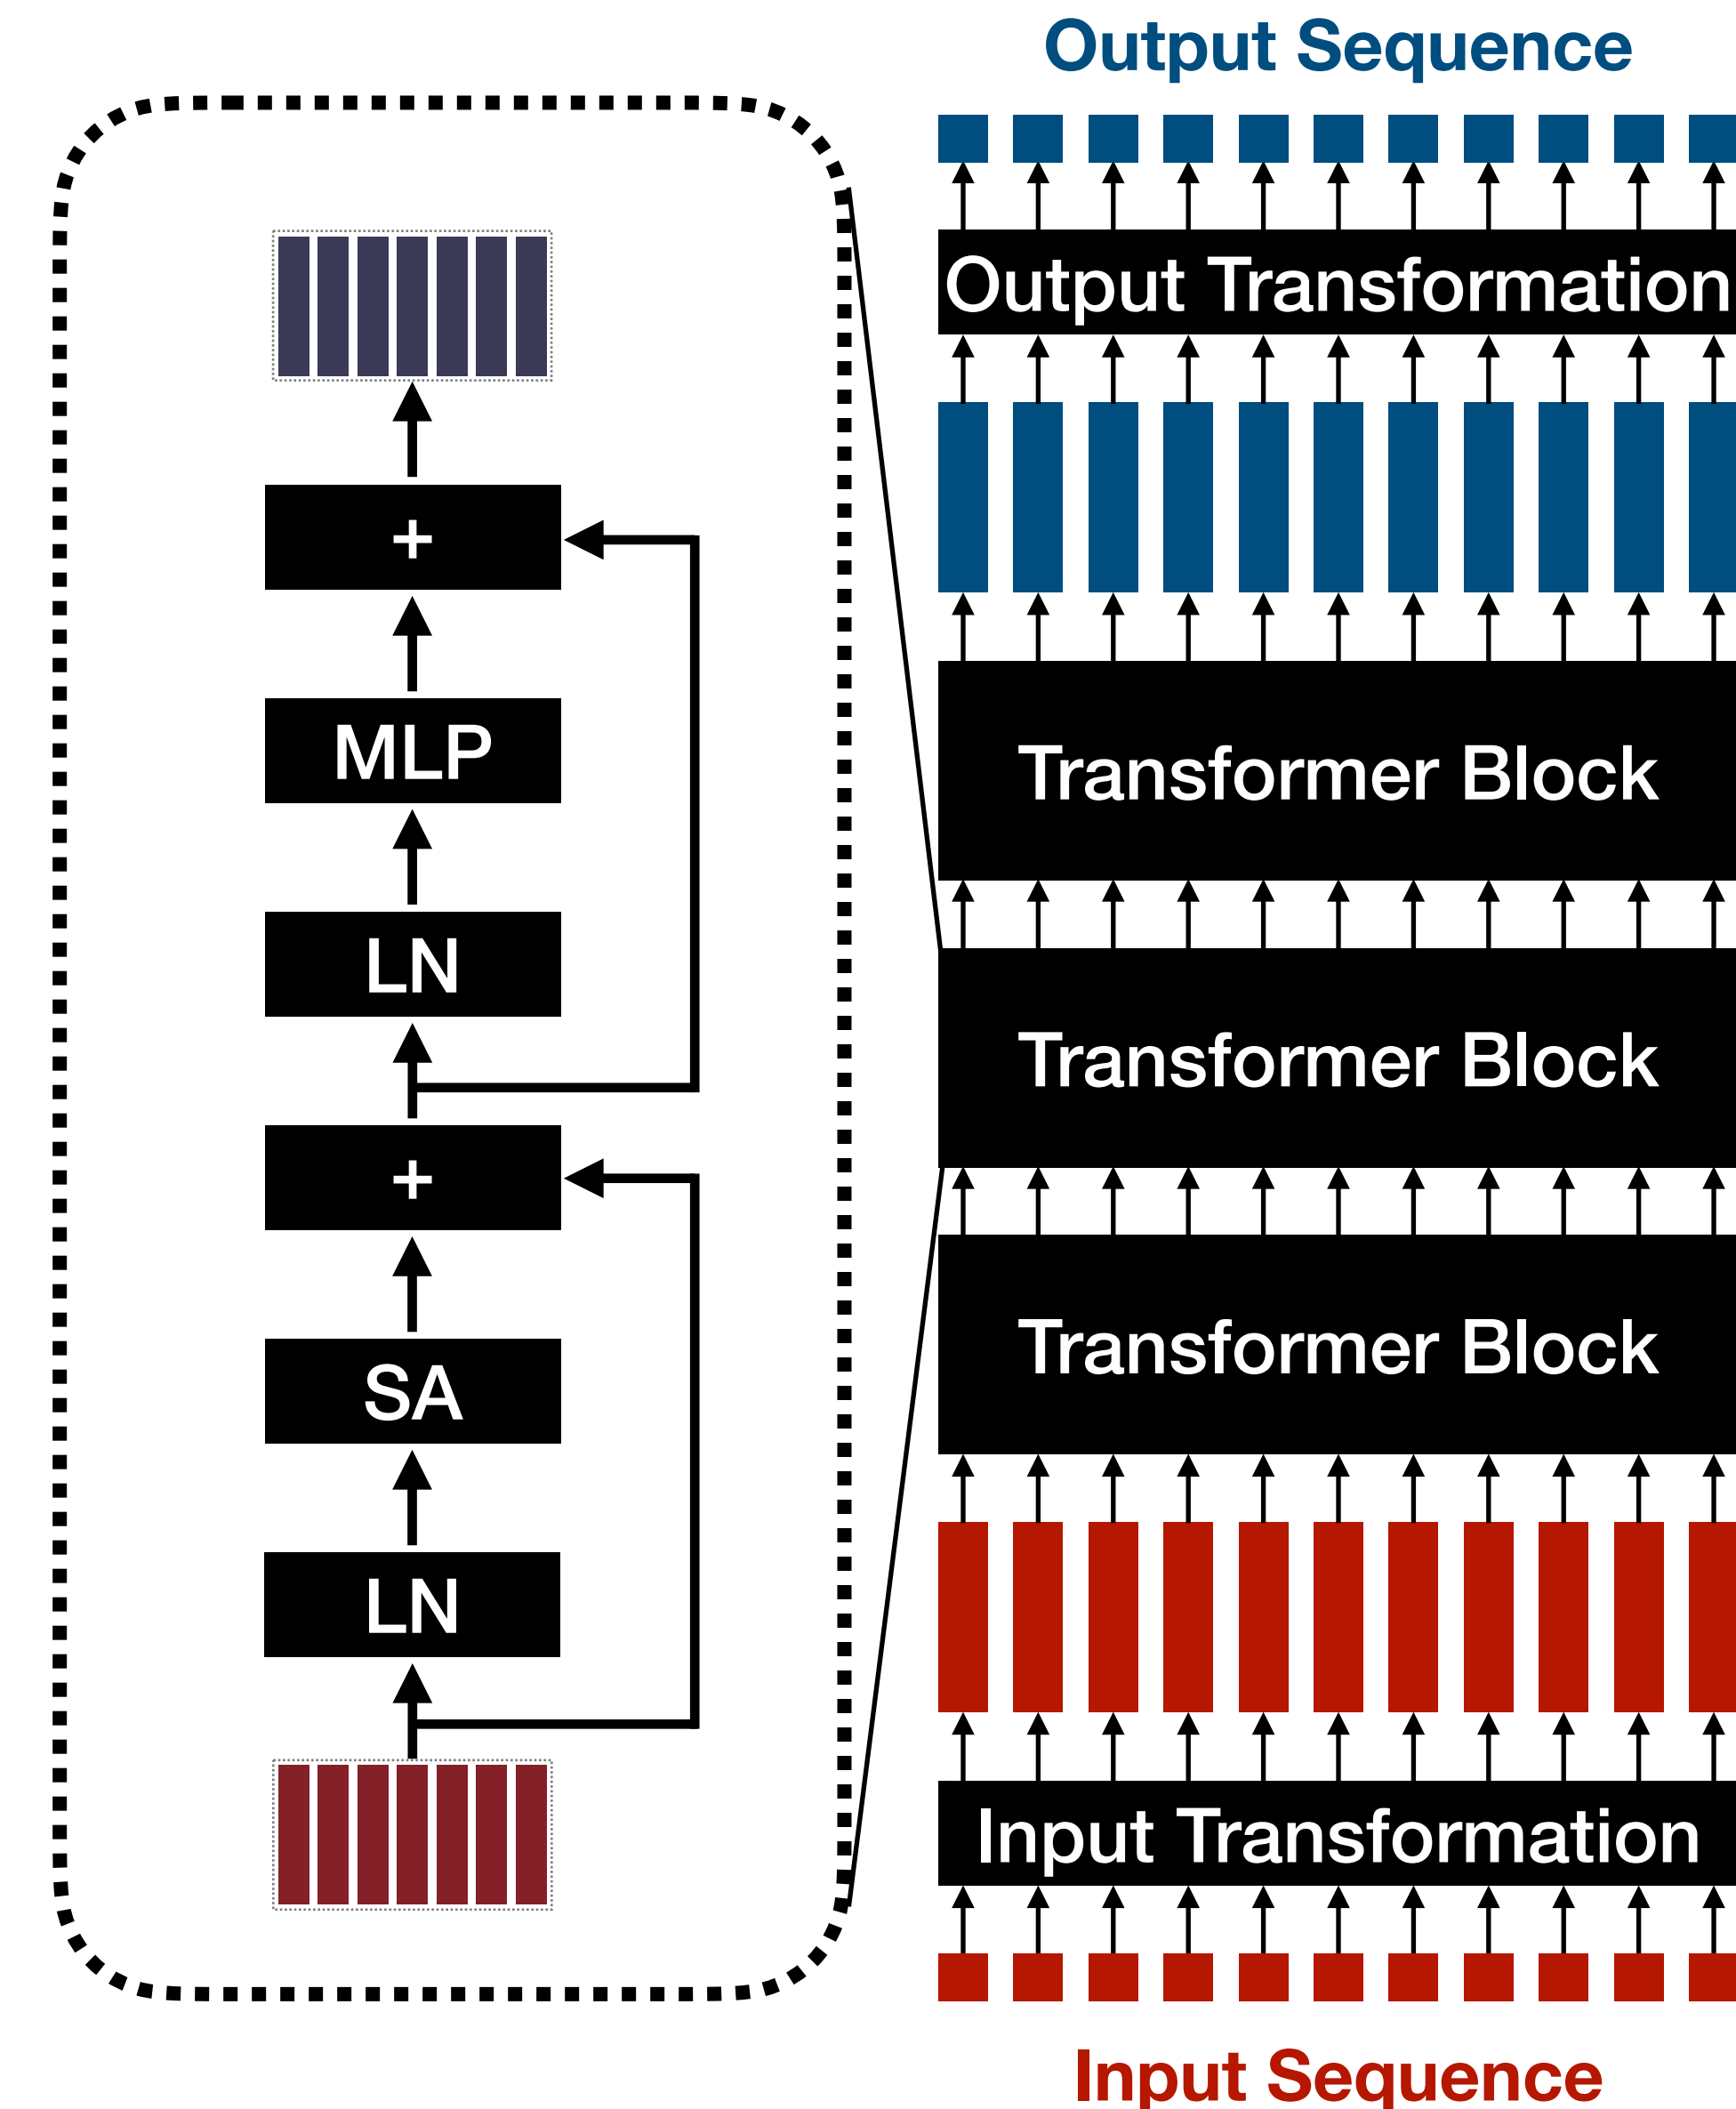 +
MLP
LN
+
SA
LN
Output Sequence
Output Transformation
Transformer Block
Transformer Block
Transformer Block
Input Transformation
Input Sequence